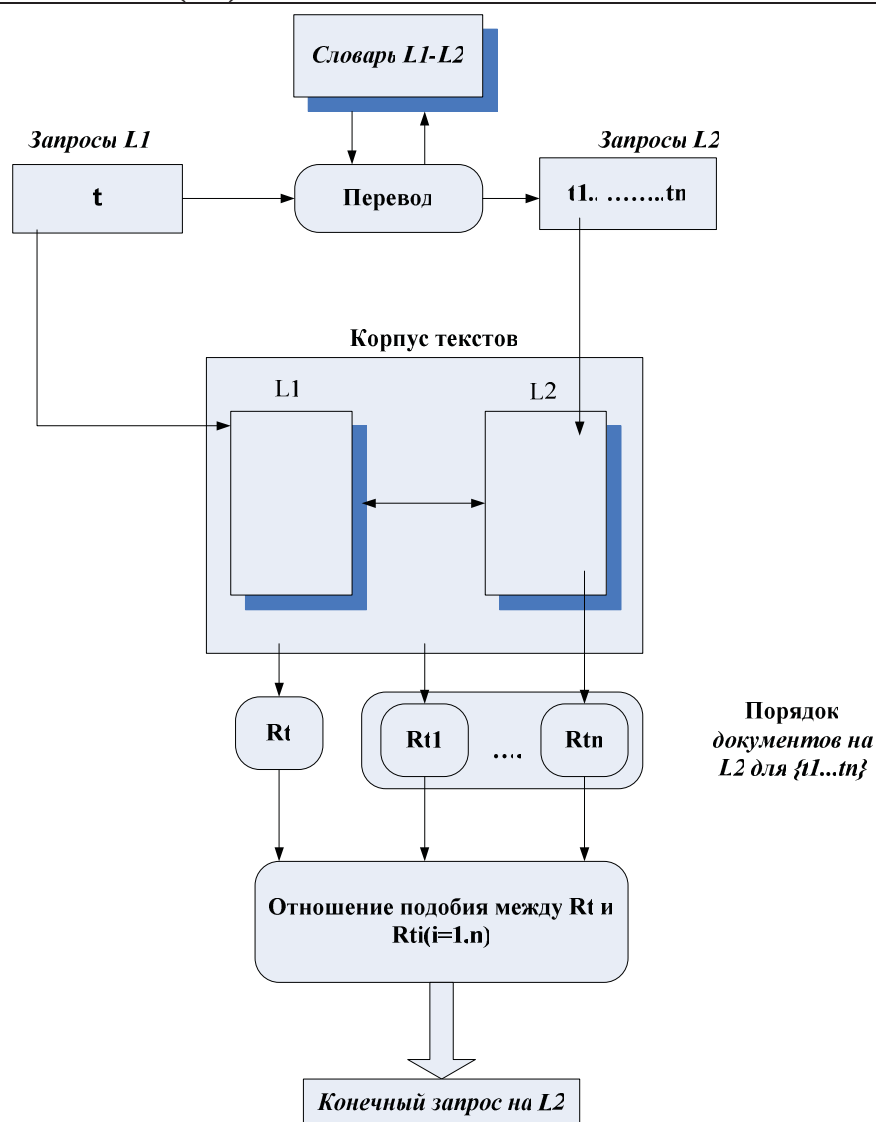 Словарь L1-L2
Запросы L1
Запросы L2
t
Перевод
t1.. ……...tn
Корпус текстов
L1
L2
Rt
Rt1
….
Rtn
Порядок
документов на
L2 для {t1...tn}
Отношение подобия между Rt и
Rti(i=1.n)
Конечный запрос на L2